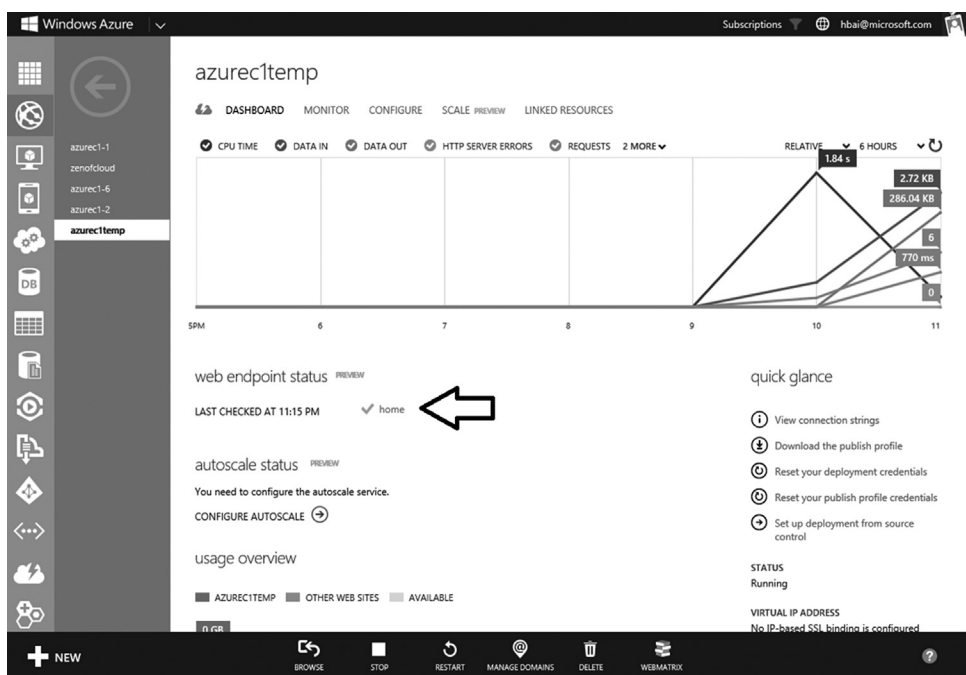 Windows Azure
Subscriptions hbai@microsoft.com
azurec1-1
zenofcloud
azurec1-6
azurec1-2
azurec1temp
DB
azurec1temp
DASHBOARD MONITOR CONFIGURE SCALE PREVIEW LINKED RESOURCES
CPU TIME DATA IN DATA OUT HTTP SERVER ERRORS REQUESTS 2 MORE RELATIVE 6 HOURS
1.84 s
2.72 KB
286.04 KB
6
770 ms
0
5PM 6 7 8 9 10 11
web endpoint status PREVIEW
LAST CHECKED AT 11:15 PM home
autoscale status PREVIEW
You need to configure the autoscale service.
CONFIGURE AUTOSCALE
usage overview
AZUREC1TEMP OTHER WEB SITES AVAILABLE
0 GB
quick glance
View connection strings
Download the publish profile
Reset your deployment credentials
Reset your publish profile credentials
Set up deployment from source
control
STATUS
Running
VIRTUAL IP ADDRESS
No IP-based SSL binding is configured
NEW BROWSE STOP RESTART MANAGE DOMAINS DELETE WEBMATRIX ?